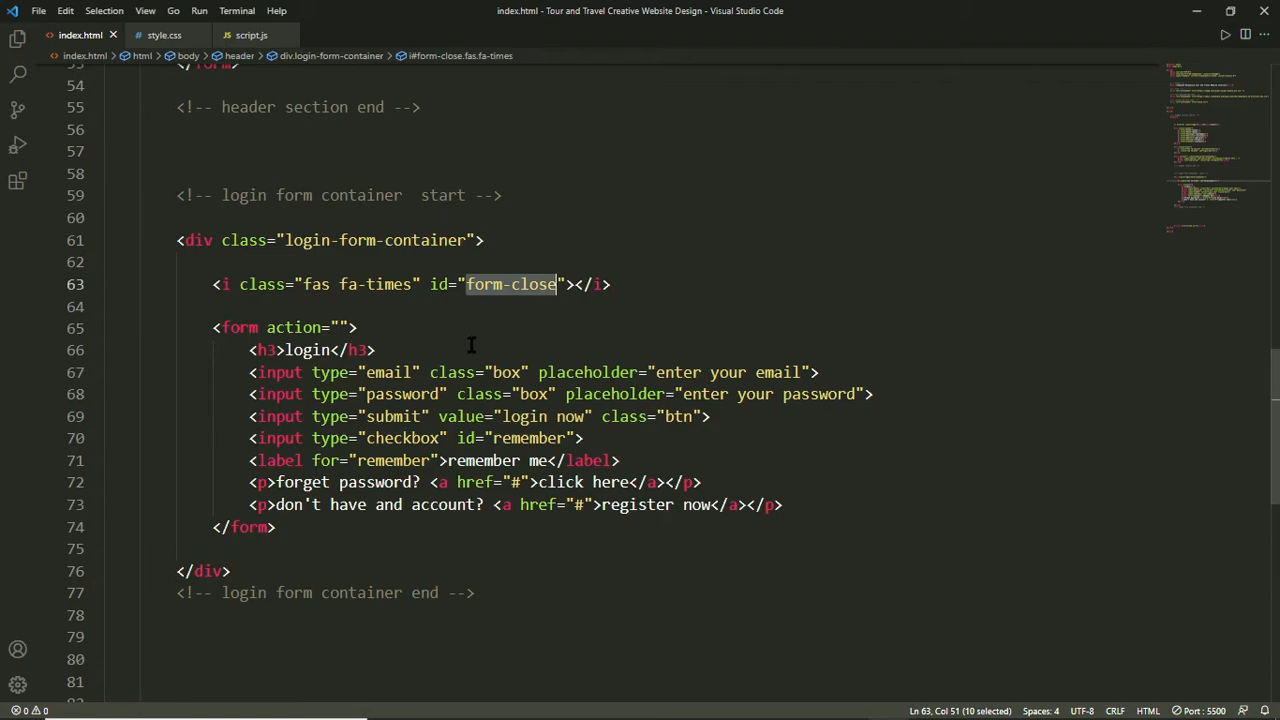 File Edit Selection View Go Run Terminal Help index.html - Tour and Travel Creative Website Design - Visual Studio Code
index.html style.css script.js
index.html > html > body > header > div.login-form-container > i#form-close.fas.fa-times
53 </form>
54
55 <!-- header section end -->
56
57
58
59 <!-- login form container  start -->
60
61 <div class="login-form-container">
62
63 <i class="fas fa-times" id="form-close"></i>
64
65 <form action="">
66 <h3>login</h3>
67 <input type="email" class="box" placeholder="enter your email">
68 <input type="password" class="box" placeholder="enter your password">
69 <input type="submit" value="login now" class="btn">
70 <input type="checkbox" id="remember">
71 <label for="remember">remember me</label>
72 <p>forget password? <a href="#">click here</a></p>
73 <p>don't have and account? <a href="#">register now</a></p>
74 </form>
75
76 </div>
77 <!-- login form container end -->
78
79
80
81
0 0 Ln 63, Col 51 (10 selected) Spaces: 4 UTF-8 CRLF HTML Port : 5500